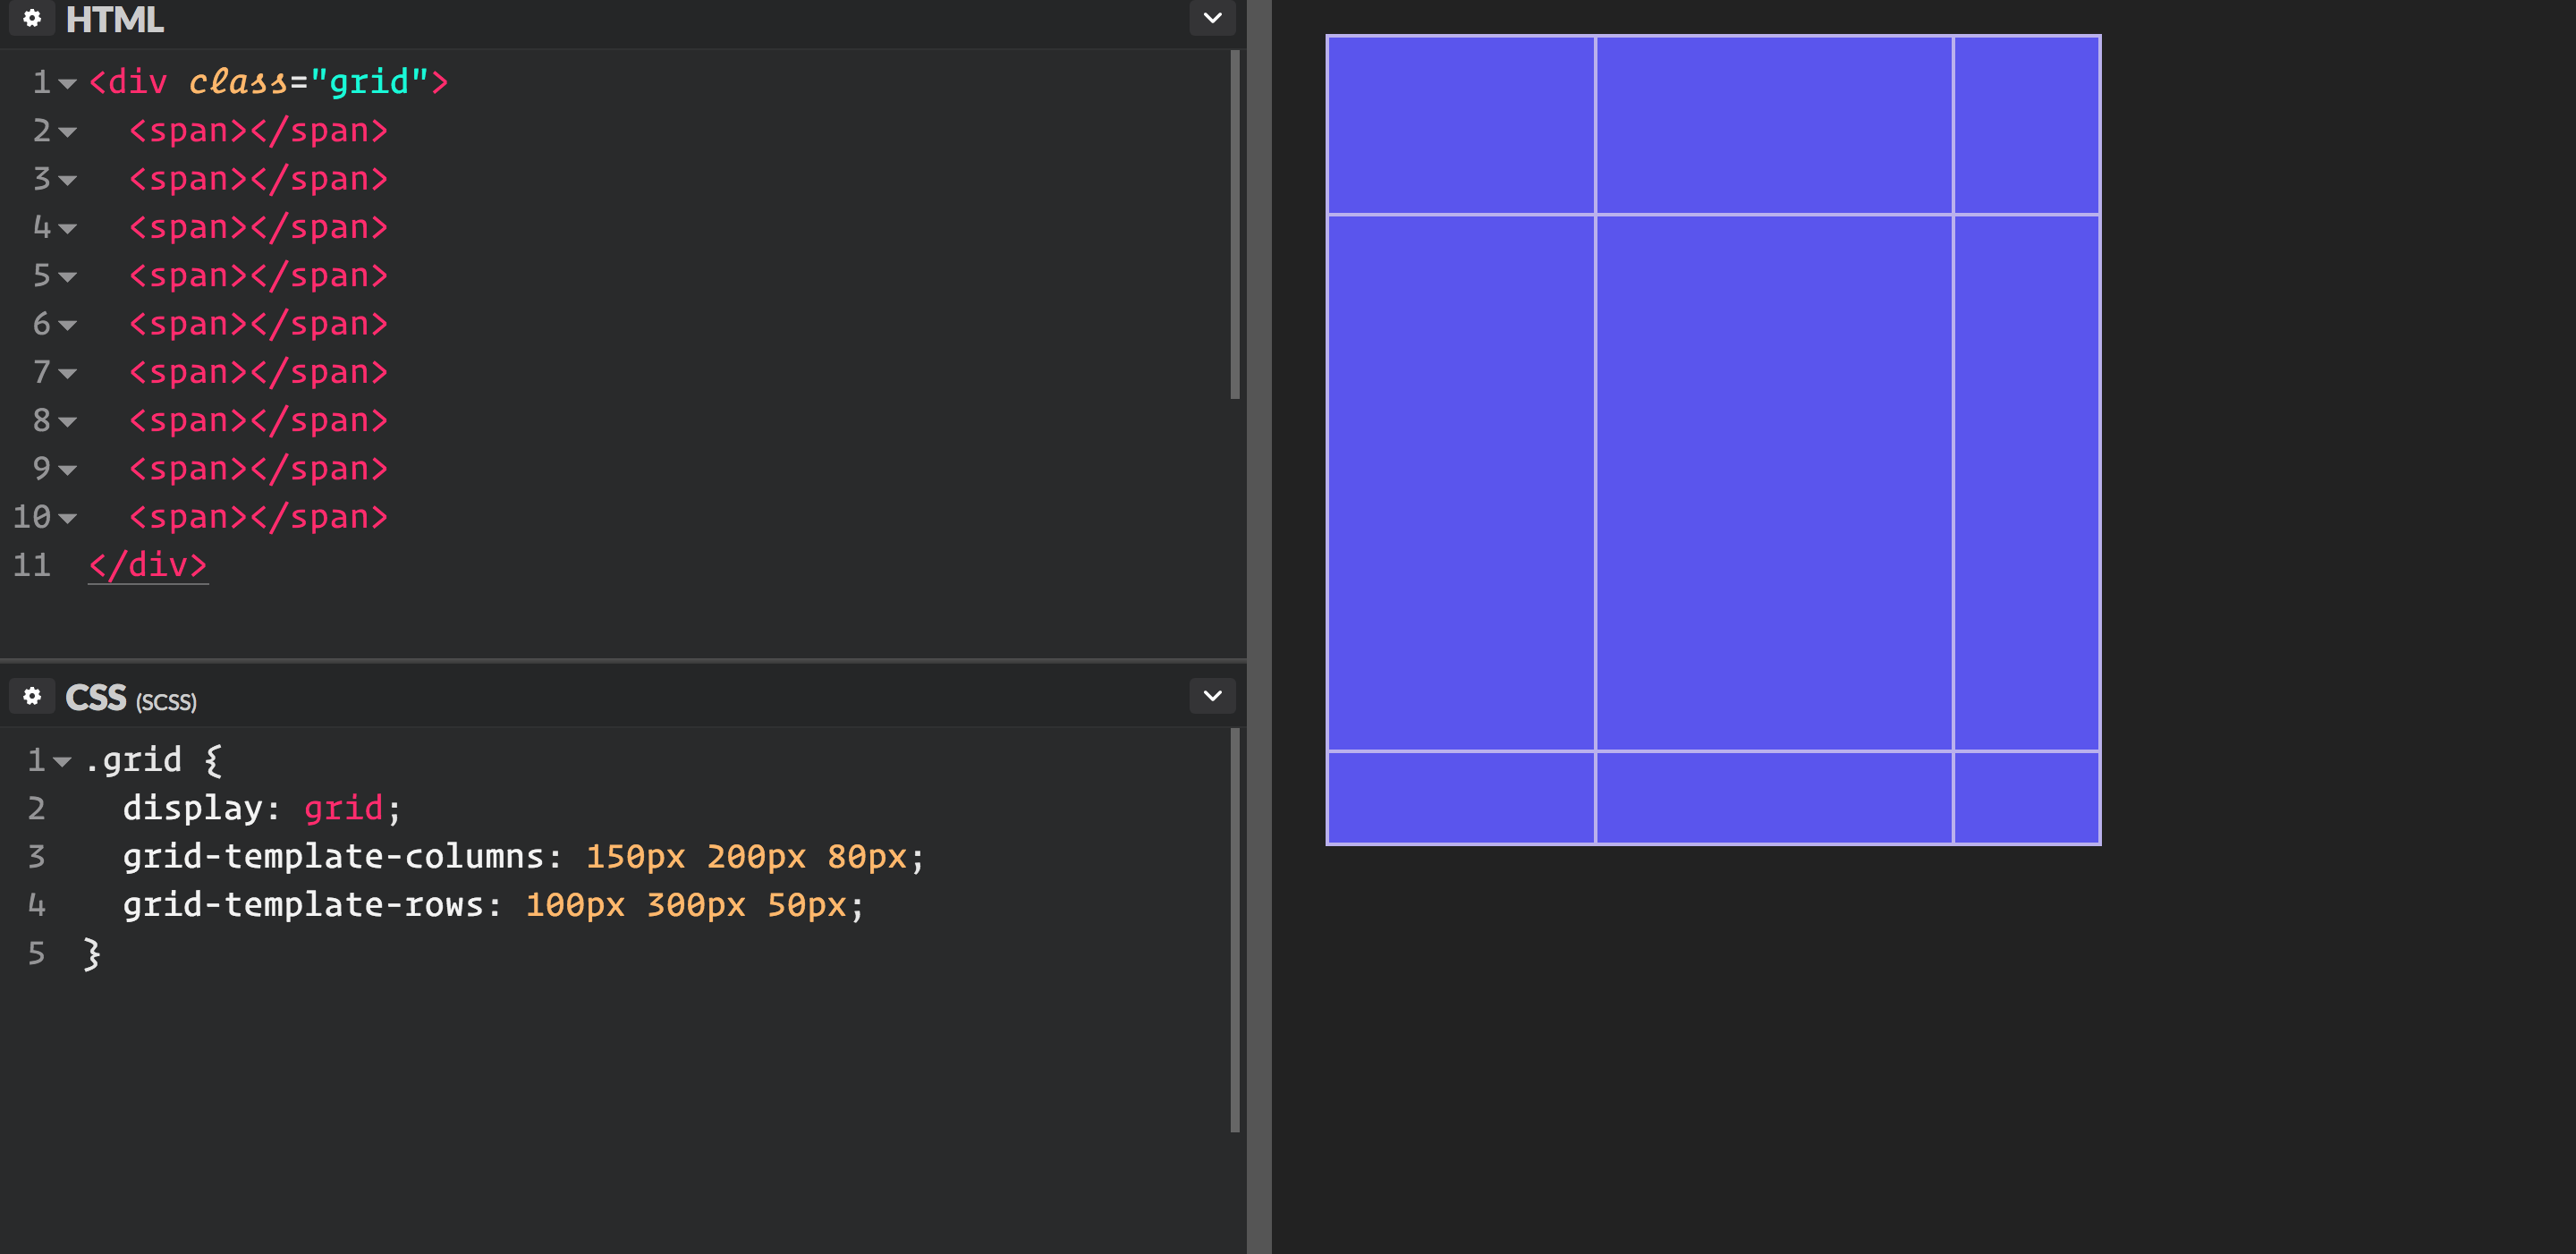 HTML
1 <div class="grid">
2 <span></span>
3 <span></span>
4 <span></span>
5 <span></span>
6 <span></span>
7 <span></span>
8 <span></span>
9 <span></span>
10 <span></span>
11 </div>
CSS (SCSS)
1 .grid {
2 display: grid;
3 grid-template-columns: 150px 200px 80px;
4 grid-template-rows: 100px 300px 50px;
5 }